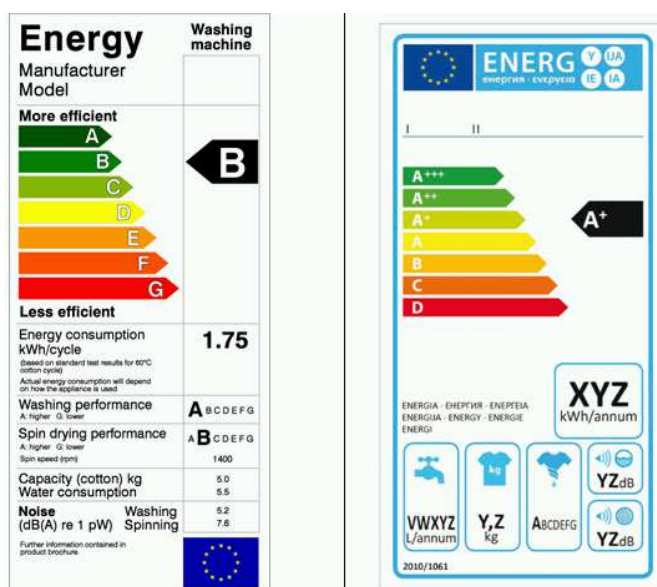 Energy
Washing machine
Manufacturer
Model
More efficient
A
B
C
D
E
F
G
B
Less efficient
Energy consumption
kWh/cycle
1.75
(based on standard test results for 60°C
cotton cycle)
Actual energy consumption will depend
on how the appliance is used
Washing performance
A: higher G: lower
A B C D E F G
Spin drying performance
A: higher G: lower
Spin speed (rpm)
A B C D E F G
1400
Capacity (cotton) kg
5.0
Water consumption
5.5
Noise Washing
5.2
(dB(A) re 1 pW) Spinning
7.6
Further information contained in
product brochure
ENERG
енергия · ενεργεια
Y UA
IE IA
I II
A+++
A++
A+
A
B
C
D
A+
XYZ
kWh/annum
ENERGIA · ЕНЕРГИЯ · ΕΝΕΡΓΕΙΑ
ENERGIJA · ENERGY · ENERGIE
ENERGI
VWXYZ
L/annum
kg
Y,Z
kg
ABCDEFG
YZdB
YZdB
2010/1061